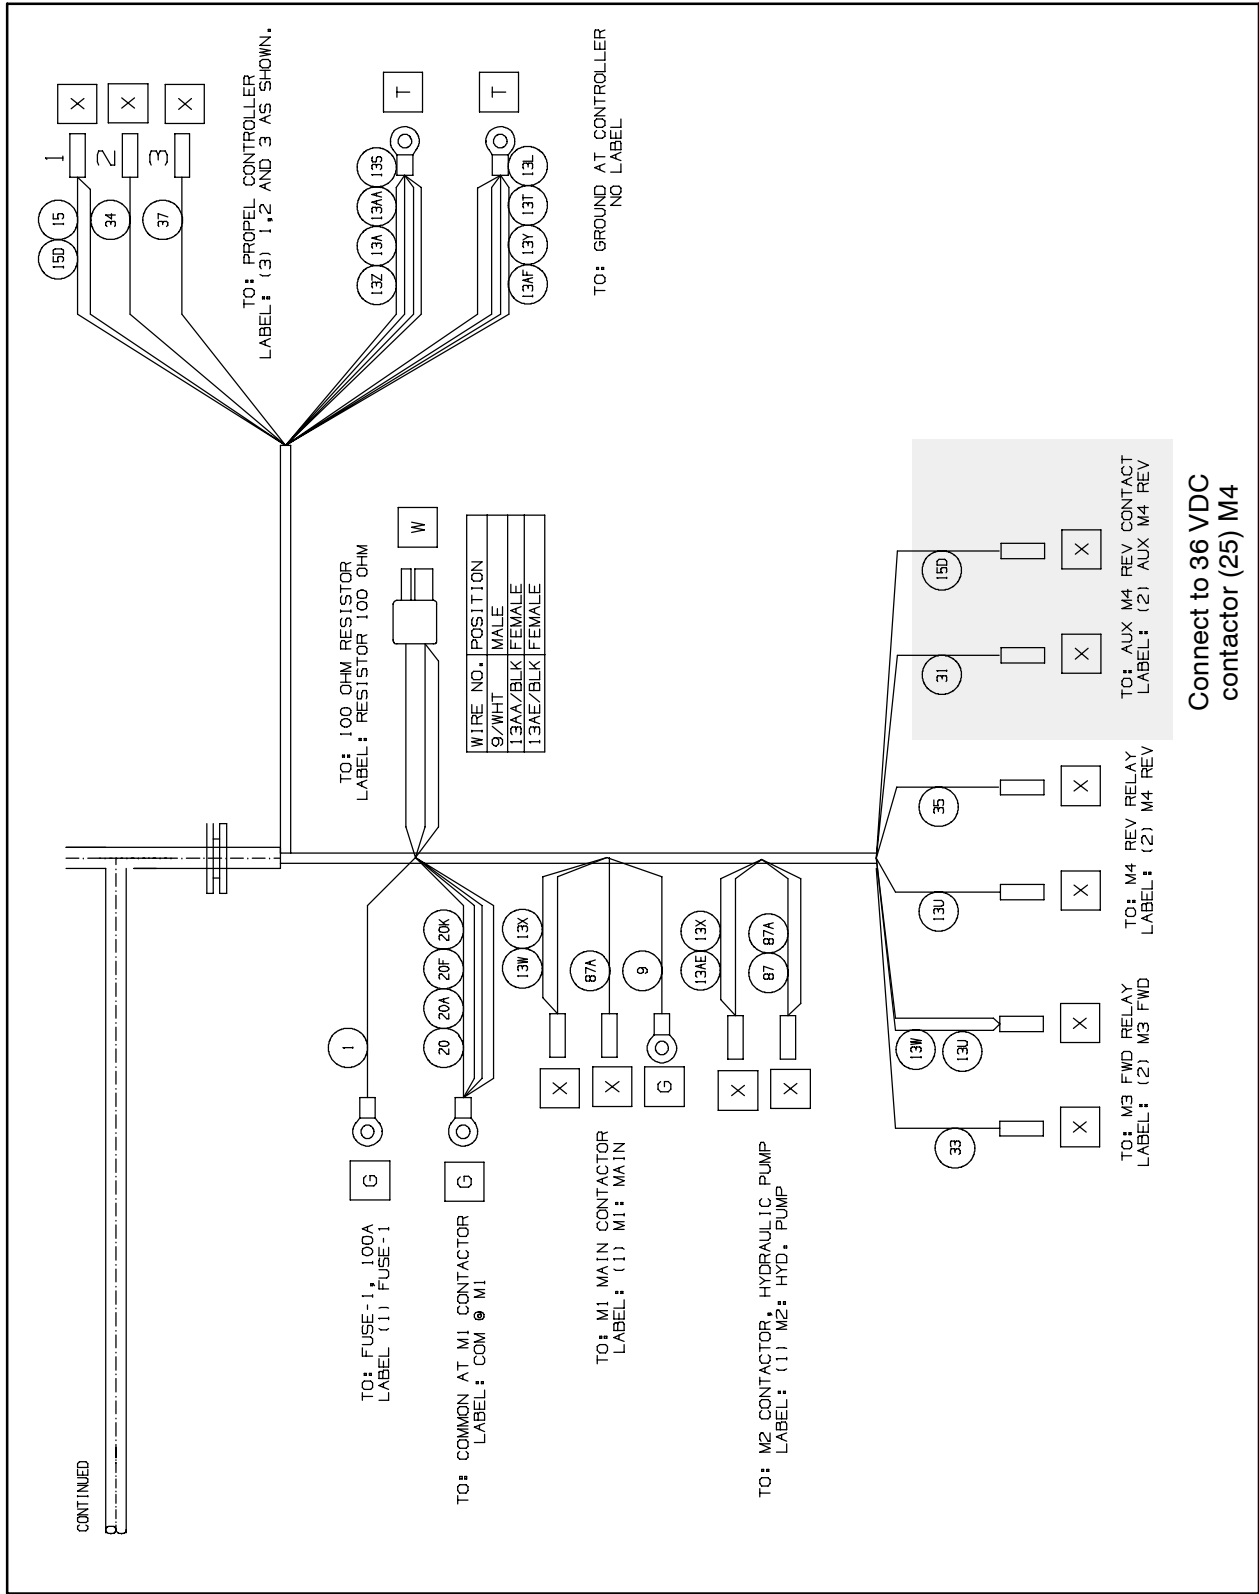 CONTINUED
1
2
3
X
X
X
15D
15
34
37
TO: PROPEL CONTROLLER
LABEL: (3) 1,2 AND 3 AS SHOWN.
13Z
13A
13AA
13S
T
13AF
13Y
13T
13L
T
TO: GROUND AT CONTROLLER
NO LABEL
TO: 100 OHM RESISTOR
LABEL: RESISTOR 100 OHM
W
WIRE NO. POSITION
9/WHT MALE
13AA/BLK FEMALE
13AE/BLK FEMALE
1
G
TO: FUSE-1, 100A
LABEL (1) FUSE-1
20
20A
20F
20K
G
TO: COMMON AT M1 CONTACTOR
LABEL: COM @ M1
13W
13X
87A
9
X
X
G
TO: M1 MAIN CONTACTOR
LABEL: (1) M1: MAIN
13AE
13X
87
87A
X
X
TO: M2 CONTACTOR, HYDRAULIC PUMP
LABEL: (1) M2: HYD. PUMP
33
13W
13U
X
X
TO: M3 FWD RELAY
LABEL: (2) M3 FWD
13U
35
X
X
TO: M4 REV RELAY
LABEL: (2) M4 REV
31
15D
X
X
TO: AUX M4 REV CONTACT
LABEL: (2) AUX M4 REV
Connect to 36 VDC
contactor (25) M4